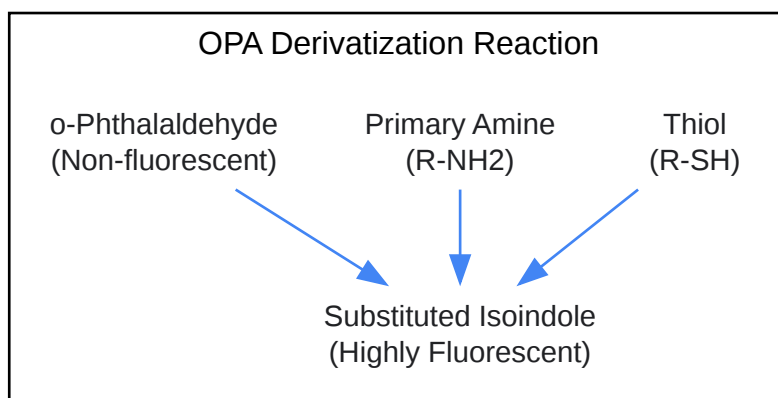 OPA Derivatization Reaction
o-Phthalaldehyde
(Non-fluorescent)
Primary Amine
(R-NH2)
Thiol
(R-SH)
Substituted Isoindole
(Highly Fluorescent)